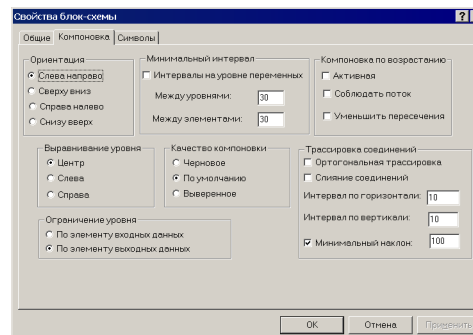 Свойства блок-схемы
?
Общие Компоновка Символы
Ориентация
Слева направо
Сверху вниз
Справа налево
Снизу вверх
Минимальный интервал
Интервалы на уровне переменных
Между уровнями: 30
Между элементами: 30
Компоновка по возрастанию
Активная
Соблюдать поток
Уменьшить пересечения
Выравнивание уровня
Центр
Слева
Справа
Качество компоновки
Черновое
По умолчанию
Выверенное
Трассировка соединений
Ортогональная трассировка
Слияние соединений
Интервал по горизонтали: 10
Интервал по вертикали: 10
Минимальный наклон: 100
Ограничение уровня
По элементу входных данных
По элементу выходных данных
OK Отмена Применить